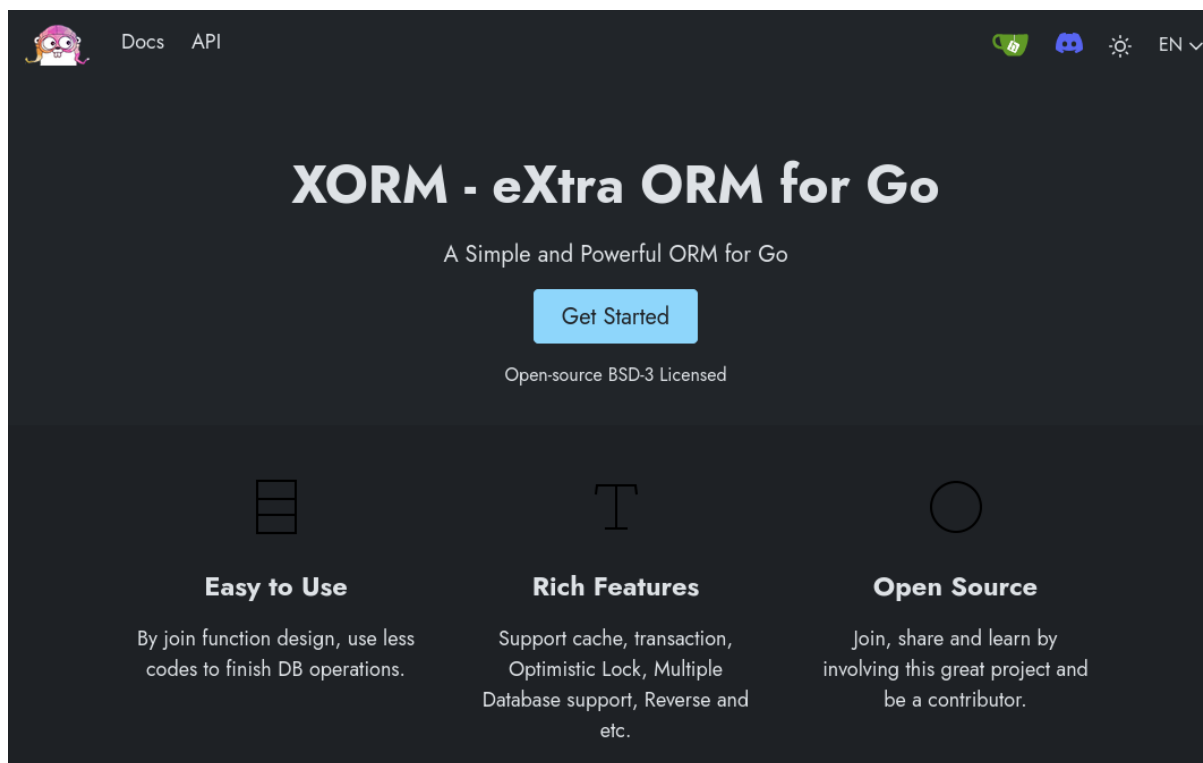 Docs API EN
XORM - eXtra ORM for Go
A Simple and Powerful ORM for Go
Get Started
Open-source BSD-3 Licensed
Easy to Use
By join function design, use less
codes to finish DB operations.
Rich Features
Support cache, transaction,
Optimistic Lock, Multiple
Database support, Reverse and
etc.
Open Source
Join, share and learn by
involving this great project and
be a contributor.